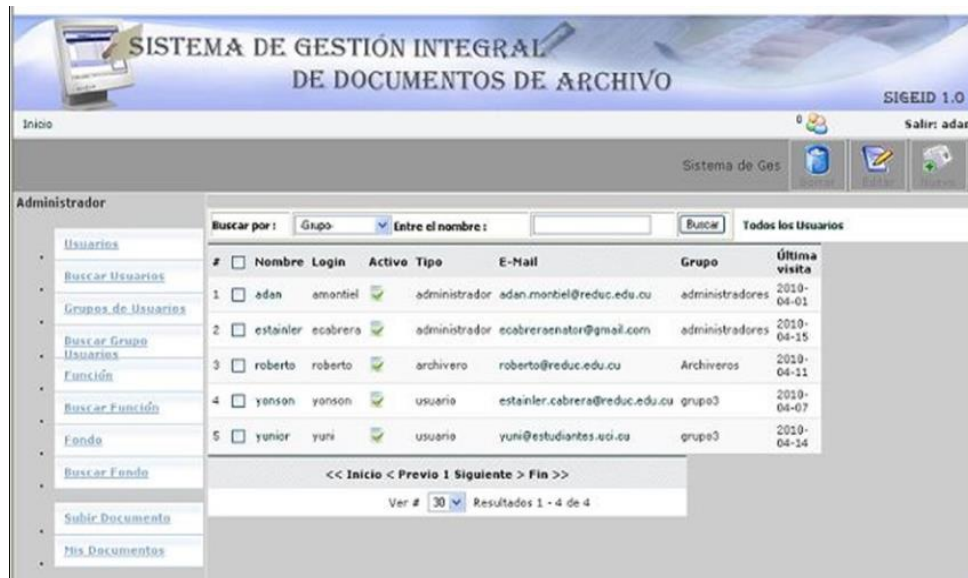 SISTEMA DE GESTIÓN INTEGRAL
DE DOCUMENTOS DE ARCHIVO
SIGEID 1.0
Inicio
0
Salir: adan
Sistema de Ges
Borrar
Editar
Nuevo
Administrador
Usuarios
Buscar Usuarios
Grupos de Usuarios
Buscar Grupo
Usuarios
Función
Buscar Función
Fondo
Buscar Fondo
Subir Documento
Mis Documentos
Buscar por : Grupo Entre el nombre : Buscar Todos los Usuarios
# Nombre Login Activo Tipo E-Mail Grupo Última visita
1 adan amontiel administrador adan.montiel@reduc.edu.cu administradores 2010-04-01
2 estainler ecabrera administrador ecabreraenator@gmail.com administradores 2010-04-15
3 roberto roberto archivero roberto@reduc.edu.cu Archiveros 2010-04-11
4 yonson yonson usuario estainler.cabrera@reduc.edu.cu grupo3 2010-04-07
5 yunior yuni usuario yuni@estudiantes.uci.cu grupo3 2010-04-14
<< Inicio < Previo 1 Siguiente > Fin >>
Ver # 30 Resultados 1 - 4 de 4